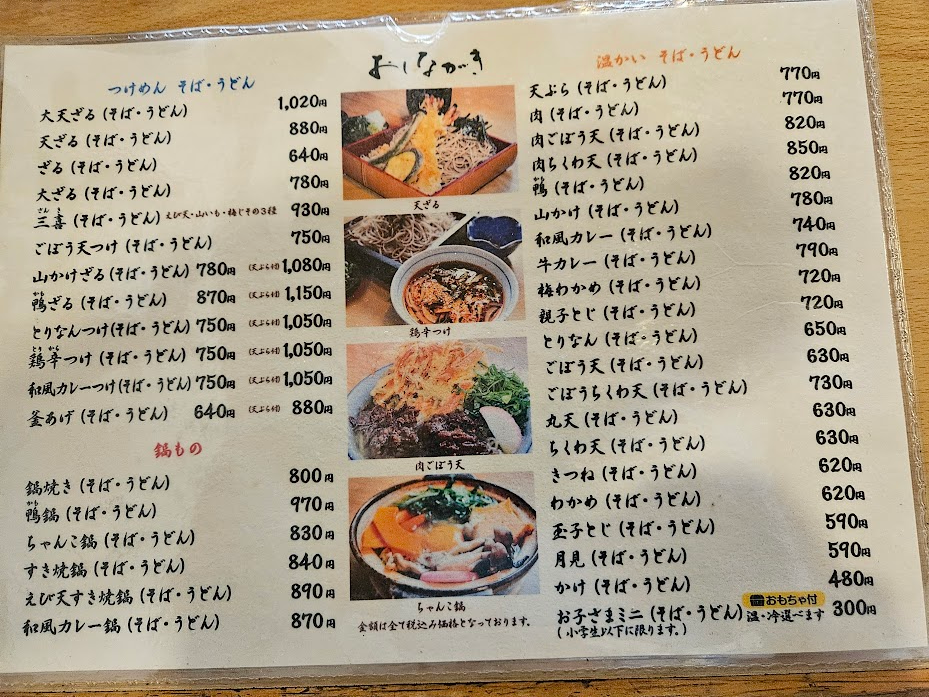 おしながき
つけめん そば・うどん
大天ざる (そば・うどん) 1,020円
天ざる (そば・うどん) 880円
ざる (そば・うどん) 640円
大ざる (そば・うどん) 780円
三喜 (そば・うどん) えび天・山いも・梅じその3種 930円
ごぼう天つけ (そば・うどん) 750円
山かけざる (そば・うどん) 780円 (天ぷら付) 1,080円
鴨ざる (そば・うどん) 870円 (天ぷら付) 1,150円
とりなんつけ (そば・うどん) 750円 (天ぷら付) 1,050円
鶏辛つけ (そば・うどん) 750円 (天ぷら付) 1,050円
和風カレーつけ (そば・うどん) 750円 (天ぷら付) 1,050円
釜あげ (そば・うどん) 640円 (天ぷら付) 880円
鍋もの
鍋焼き (そば・うどん) 800円
鴨鍋 (そば・うどん) 970円
ちゃんこ鍋 (そば・うどん) 830円
すき焼鍋 (そば・うどん) 840円
えび天すき焼鍋 (そば・うどん) 890円
和風カレー鍋 (そば・うどん) 870円
天ざる
鶏辛つけ
肉ごぼう天
ちゃんこ鍋
金額は全て税込み価格となっております。
温かい そば・うどん
天ぷら (そば・うどん) 770円
肉 (そば・うどん) 770円
肉ごぼう天 (そば・うどん) 820円
肉ちくわ天 (そば・うどん) 850円
鴨 (そば・うどん) 820円
山かけ (そば・うどん) 780円
和風カレー (そば・うどん) 740円
牛カレー (そば・うどん) 790円
梅わかめ (そば・うどん) 720円
親子とじ (そば・うどん) 720円
とりなん (そば・うどん) 650円
ごぼう天 (そば・うどん) 630円
ごぼうちくわ天 (そば・うどん) 730円
丸天 (そば・うどん) 630円
ちくわ天 (そば・うどん) 630円
きつね (そば・うどん) 620円
わかめ (そば・うどん) 620円
玉子とじ (そば・うどん) 590円
月見 (そば・うどん) 590円
かけ (そば・うどん) 480円
おもちゃ付
お子さまミニ (そば・うどん) 温・冷選べます 300円
(小学生以下に限ります。)